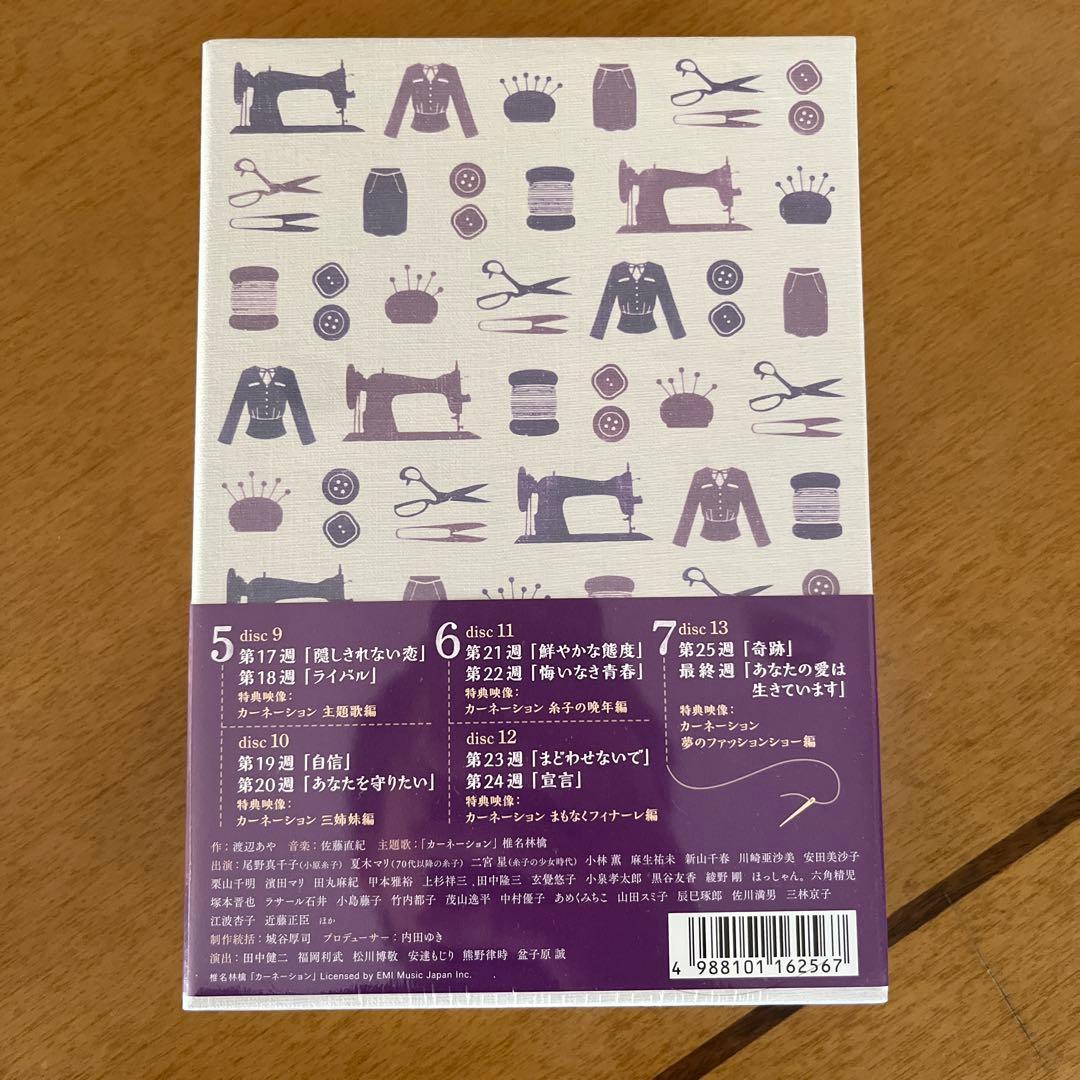 5 disc 9
第17週「隠しきれない恋」
第18週「ライバル」
特典映像：
カーネーション 主題歌編
disc 10
第19週「自信」
第20週「あなたを守りたい」
特典映像：
カーネーション 三姉妹編
6 disc 11
第21週「鮮やかな態度」
第22週「悔いなき青春」
特典映像：
カーネーション 糸子の晩年編
disc 12
第23週「まどわせないで」
第24週「宣言」
特典映像：
カーネーション まもなくフィナーレ編
7 disc 13
第25週「奇跡」
最終週「あなたの愛は
生きています」
特典映像：
カーネーション
夢のファッションショー編
作：渡辺あや 音楽：佐藤直紀 主題歌：「カーネーション」椎名林檎
出演：尾野真千子（小原糸子） 夏木マリ（70代以降の糸子） 二宮 星（糸子の少女時代） 小林 薫 麻生祐未 新山千春 川崎亜沙美 安田美沙子
栗山千明 濱田マリ 田丸麻紀 甲本雅裕 上杉祥三 田中隆三 玄覺悠子 小泉孝太郎 黒谷友香 綾野 剛 ほっしゃん。 六角精児
塚本晋也 ラサール石井 小島藤子 竹内都子 茂山逸平 中村優子 あめくみちこ 山田スミ子 辰巳琢郎 佐川満男 三林京子
江波杏子 近藤正臣 ほか
制作統括：城谷厚司 プロデューサー：内田ゆき
演出：田中健二 福岡利武 松川博敬 安達もじり 熊野律時 盆子原 誠
椎名林檎「カーネーション」Licensed by EMI Music Japan Inc.
4 988101 162567